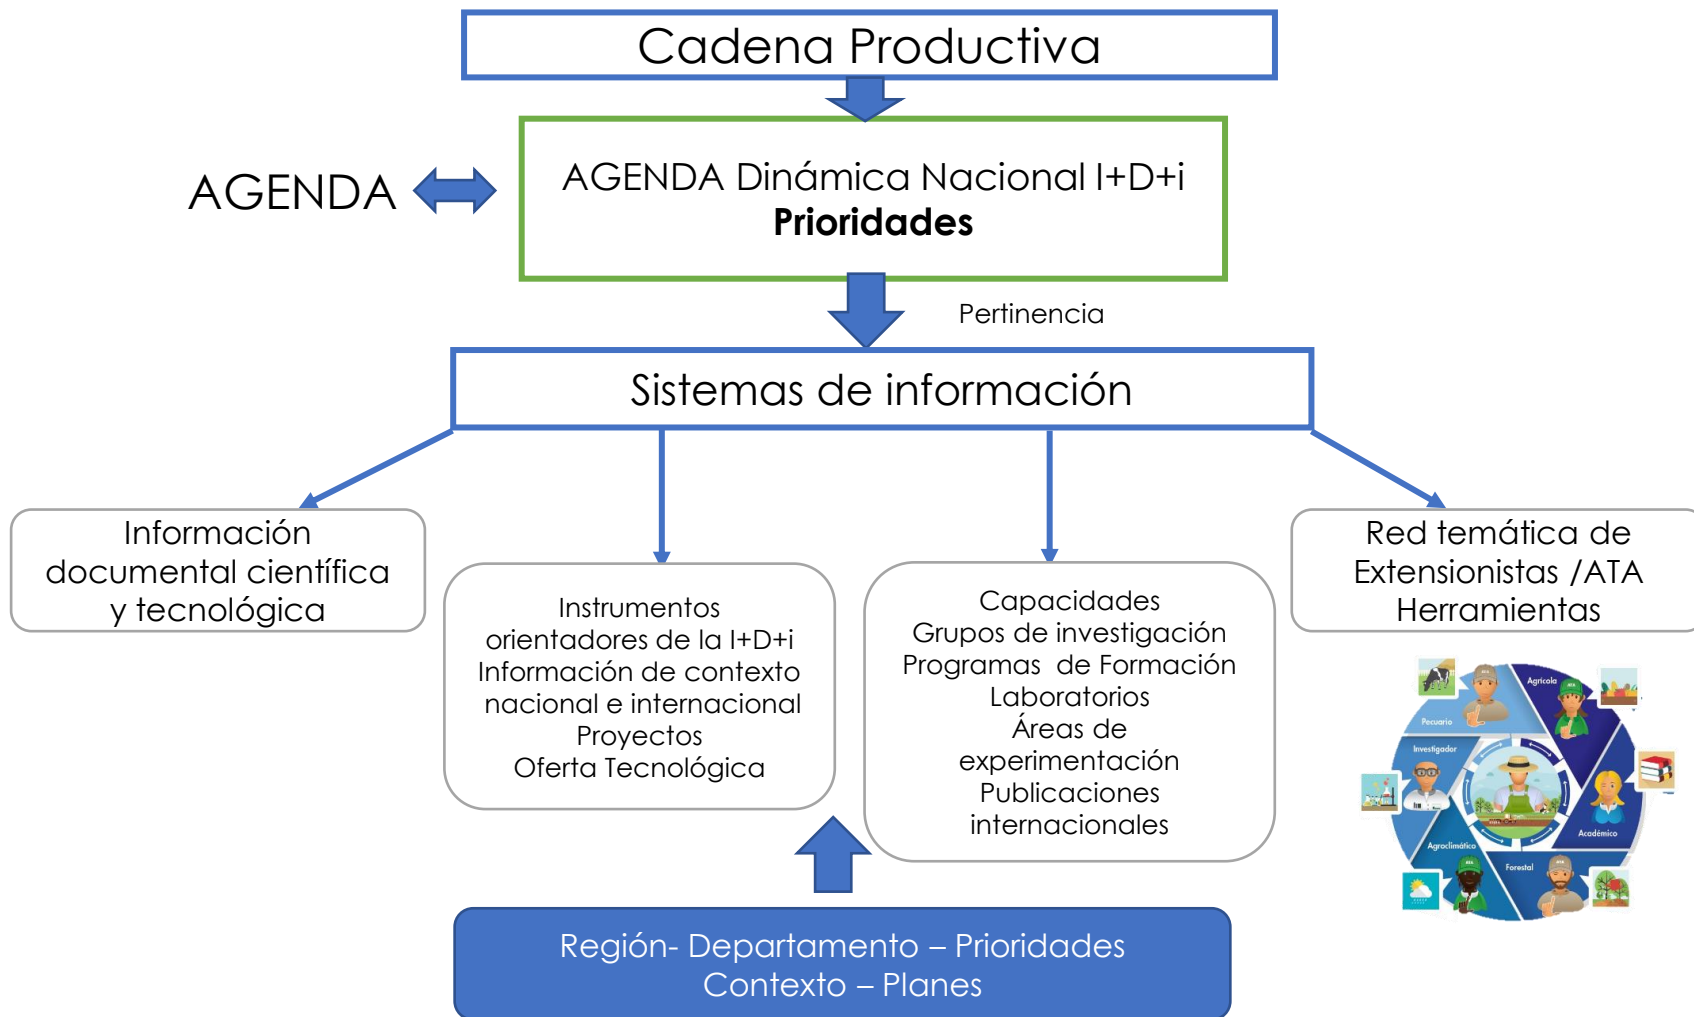 Cadena Productiva
AGENDA
AGENDA Dinámica Nacional I+D+i
Prioridades
Pertinencia
Sistemas de información
Información
documental científica
y tecnológica
Instrumentos
orientadores de la I+D+i
Información de contexto
nacional e internacional
Proyectos
Oferta Tecnológica
Capacidades
Grupos de investigación
Programas de Formación
Laboratorios
Áreas de
experimentación
Publicaciones
internacionales
Red temática de
Extensionistas /ATA
Herramientas
Pecuario
Agrícola
Investigador
Académico
Agroclimático
Forestal
Región- Departamento – Prioridades
Contexto – Planes